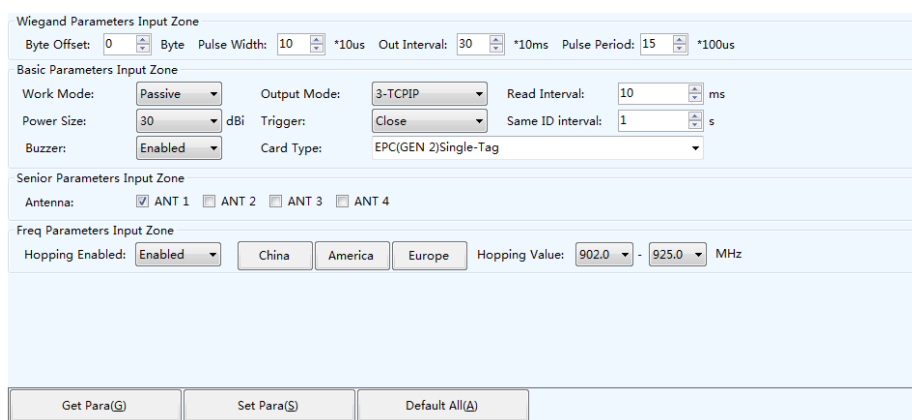 Wiegand Parameters Input Zone
Byte Offset: 0 Byte Pulse Width: 10 *10us Out Interval: 30 *10ms Pulse Period: 15 *100us
Basic Parameters Input Zone
Work Mode: Passive Output Mode: 3-TCPIP Read Interval: 10 ms
Power Size: 30 dBi Trigger: Close Same ID interval: 1 s
Buzzer: Enabled Card Type: EPC(GEN 2)Single-Tag
Senior Parameters Input Zone
Antenna: ANT 1 ANT 2 ANT 3 ANT 4
Freq Parameters Input Zone
Hopping Enabled: Enabled China America Europe Hopping Value: 902.0 - 925.0 MHz
Get Para(G) Set Para(S) Default All(A)